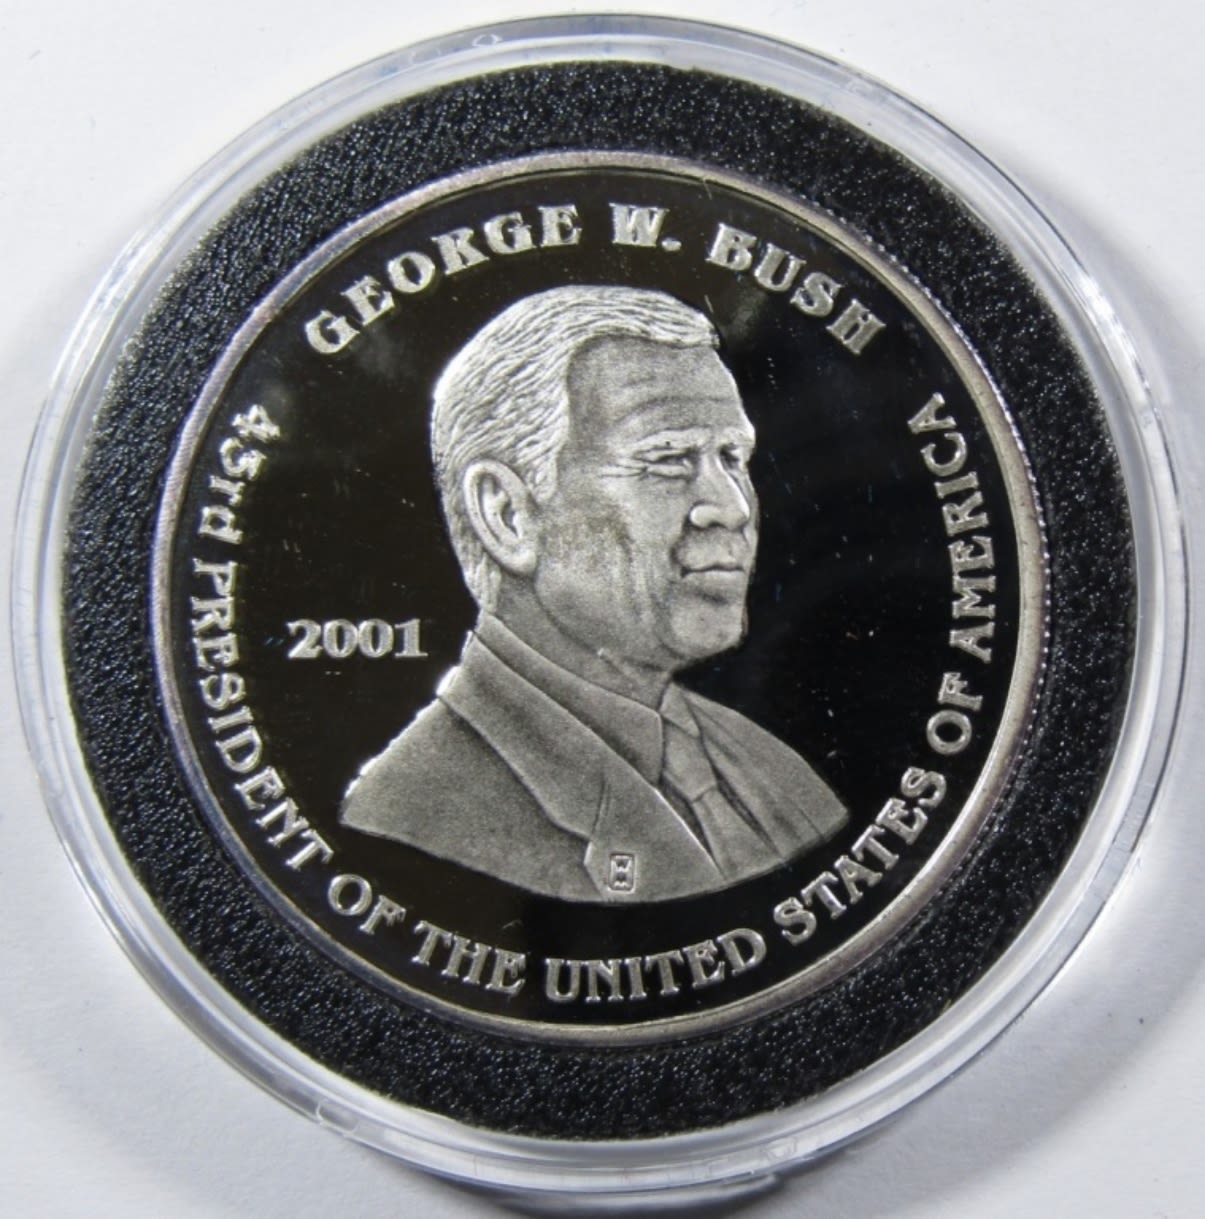 GEORGE W. BUSH
2001
43rd PRESIDENT OF THE UNITED STATES OF AMERICA